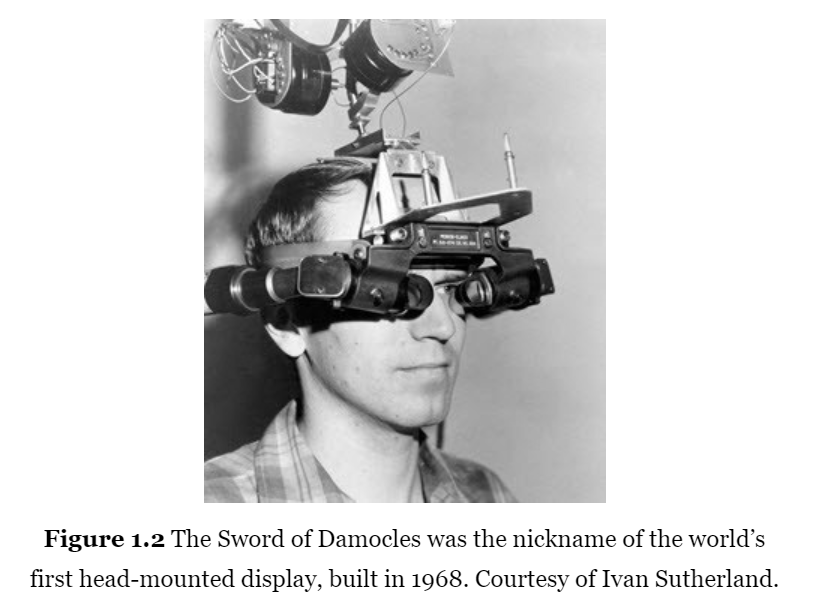 Figure 1.2 The Sword of Damocles was the nickname of the world’s
first head-mounted display, built in 1968. Courtesy of Ivan Sutherland.